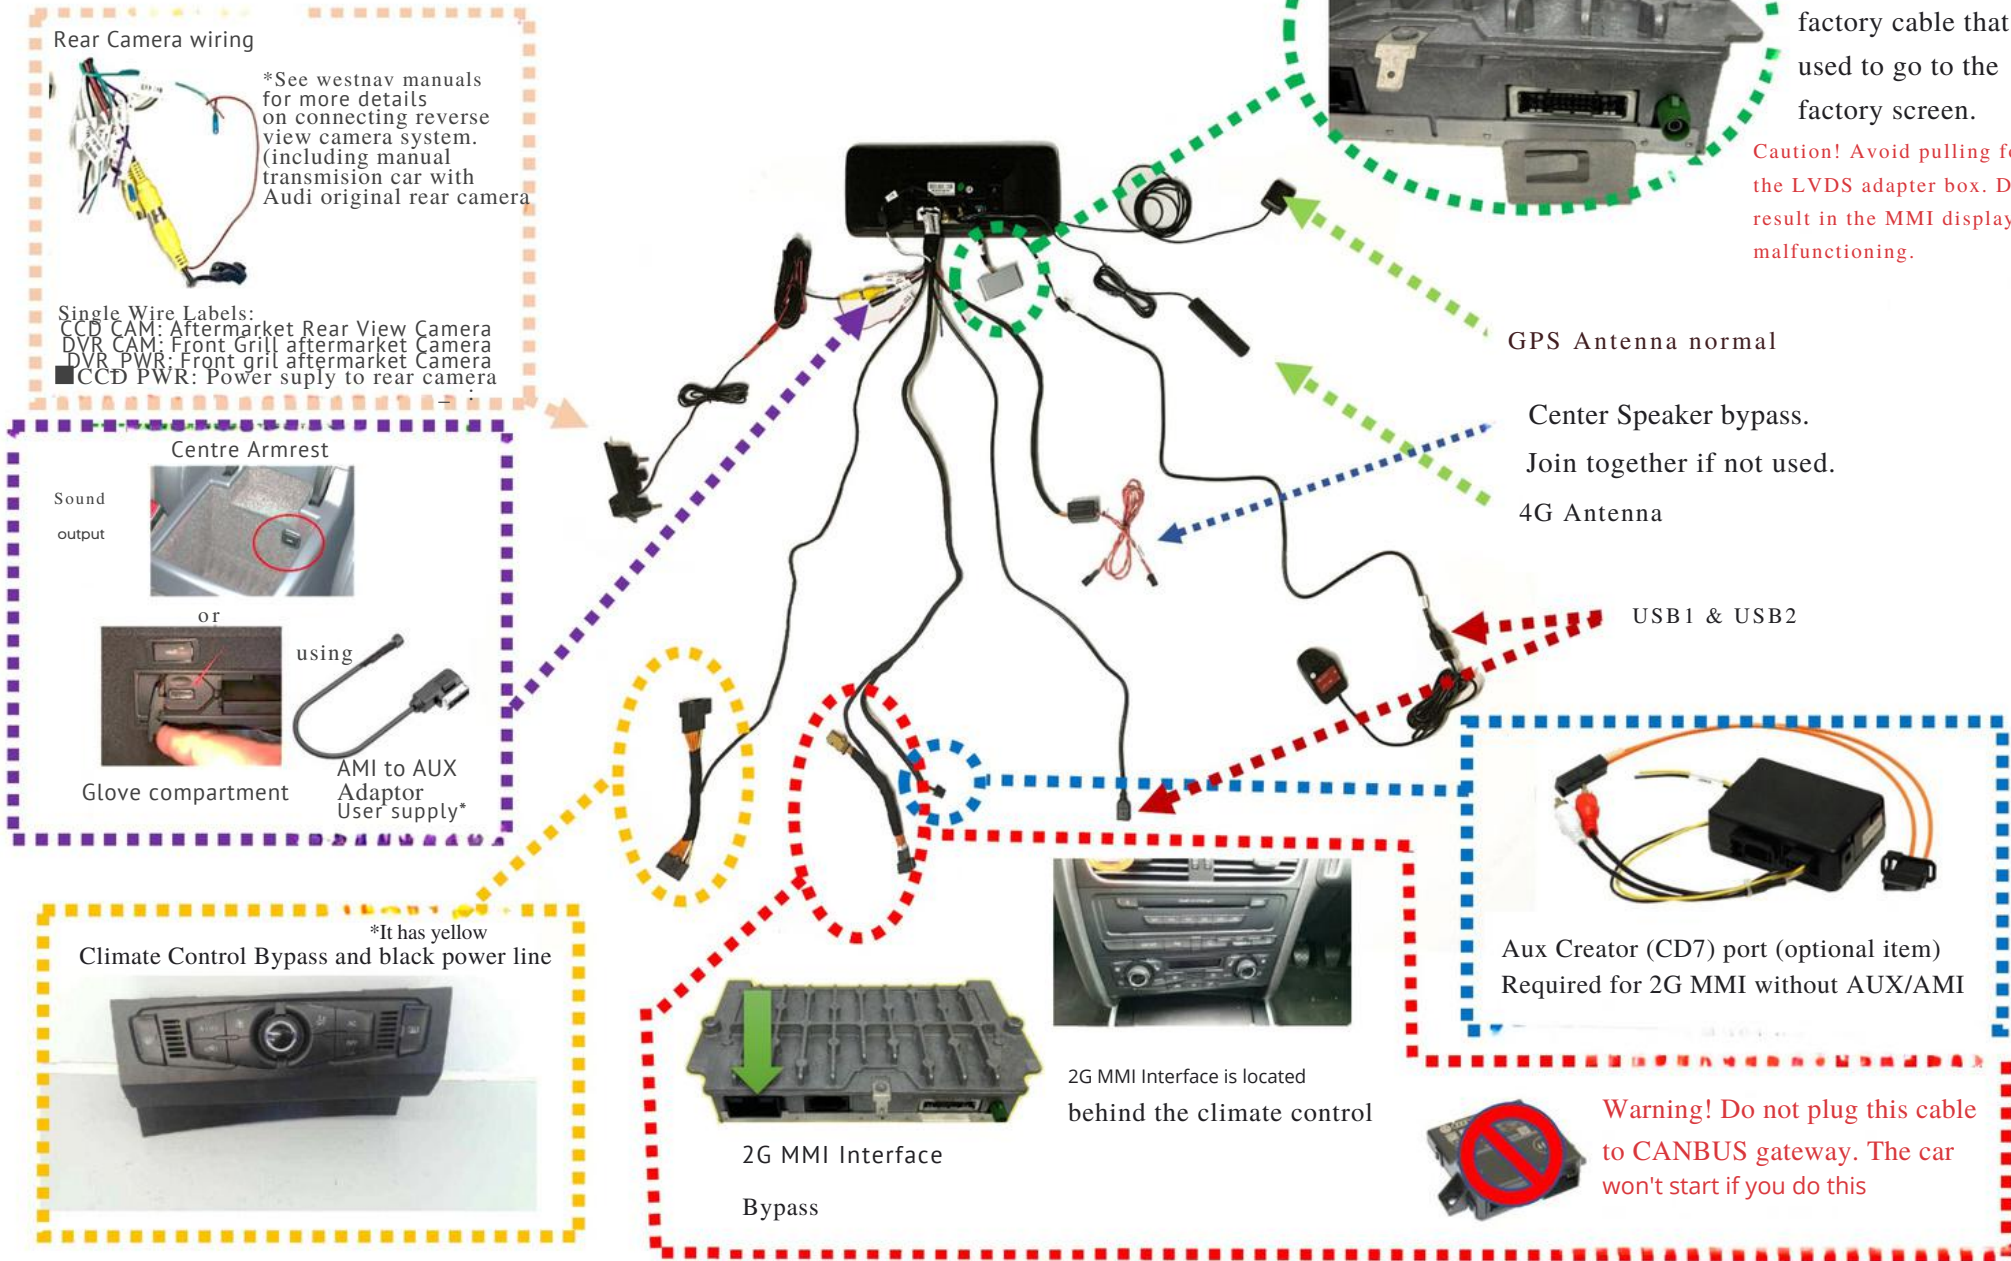 Rear Camera wiring
*See westnav manuals
for more details
on connecting reverse
view camera system.
(including manual
transmision car with
Audi original rear camera
Single Wire Labels:
CCD CAM: Aftermarket Rear View Camera
DVR CAM: Front Grill aftermarket Camera
DVR PWR: Front gril aftermarket Camera
■CCD PWR: Power suply to rear camera
factory cable that
used to go to the
factory screen.
Caution! Avoid pulling
the LVDS adapter box.
result in the MMI display
malfunctioning.
GPS Antenna normal
Center Speaker bypass.
Join together if not used.
4G Antenna
USB1 & USB2
Centre Armrest
Sound
output
or
using
Glove compartment
AMI to AUX
Adaptor
User supply*
*It has yellow
Climate Control Bypass and black power line
2G MMI Interface
Bypass
2G MMI Interface is located
behind the climate control
Aux Creator (CD7) port (optional item)
Required for 2G MMI without AUX/AMI
Warning! Do not plug this cable
to CANBUS gateway. The car
won't start if you do this